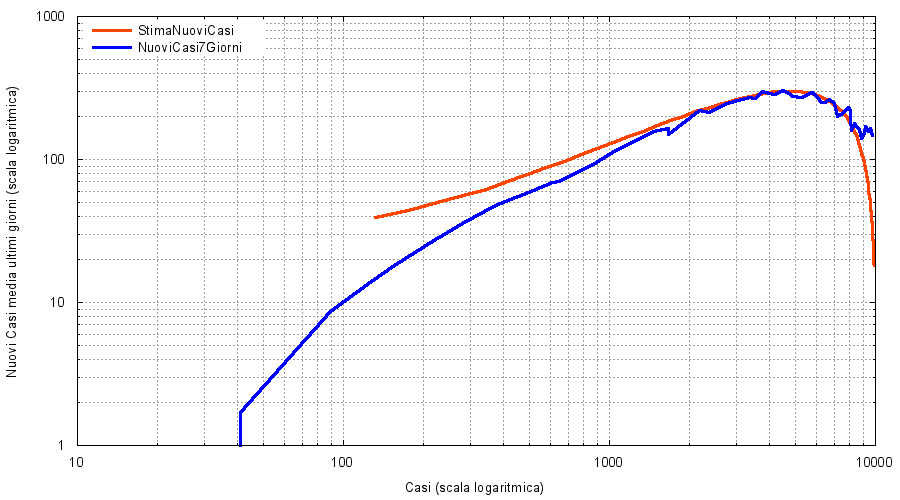 1000
StimaNuoviCasi
NuoviCasi7Giorni
100
10
1
10
100
1000
10000
Nuovi Casi media ultimi giorni (scala logaritmica)
Casi (scala logaritmica)